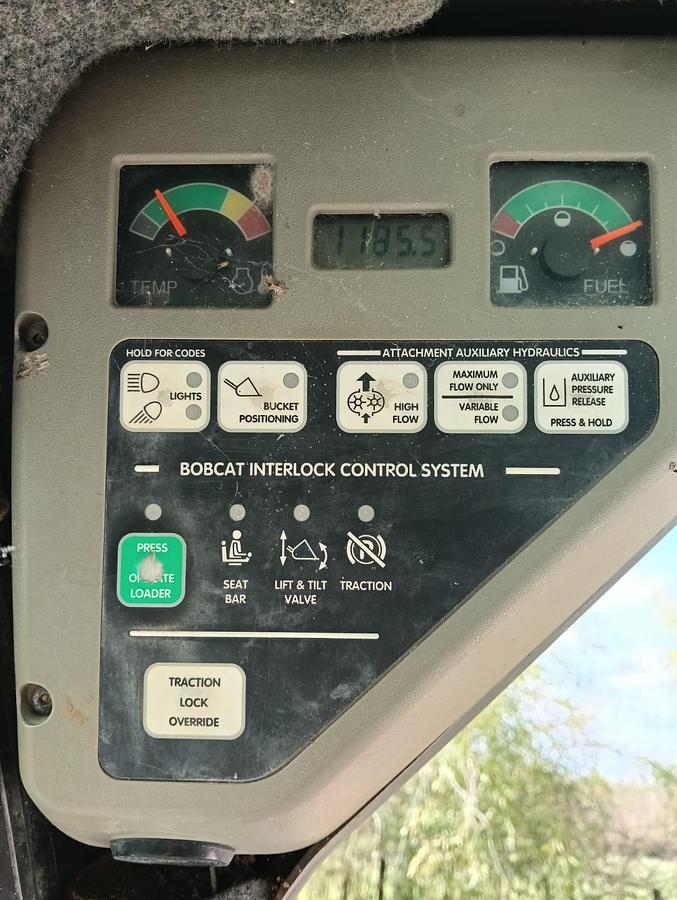 1185.5
TEMP
FUEL
HOLD FOR CODES
ATTACHMENT AUXILIARY HYDRAULICS
LIGHTS
BUCKET
POSITIONING
HIGH
FLOW
MAXIMUM
FLOW ONLY
VARIABLE
FLOW
AUXILIARY
PRESSURE
RELEASE
PRESS & HOLD
BOBCAT INTERLOCK CONTROL SYSTEM
PRESS
LOADER
SEAT
BAR
LIFT & TILT
VALVE
P
TRACTION
TRACTION
LOCK
OVERRIDE